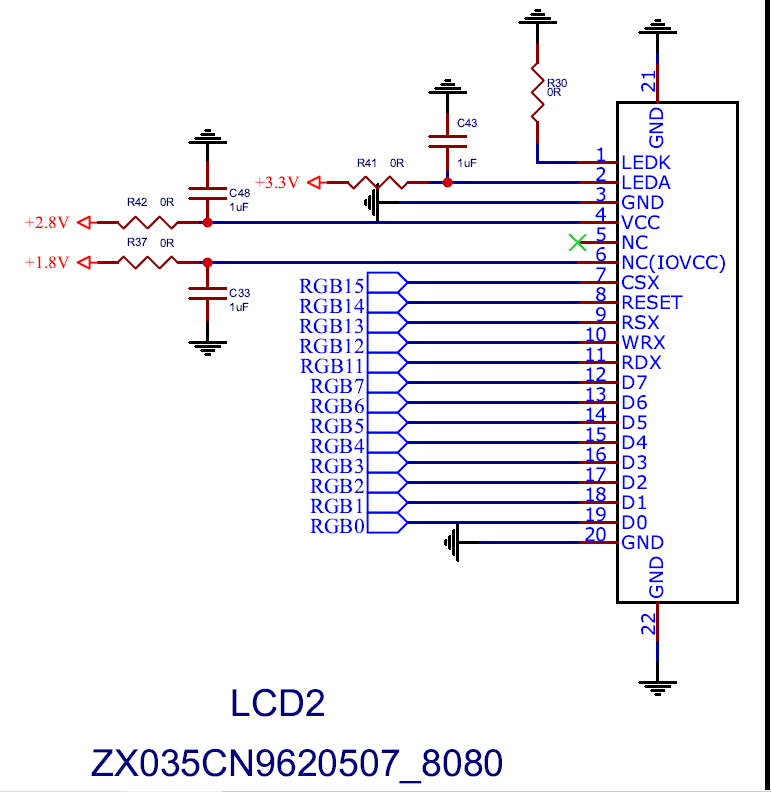 R30
0R
21
GND
C43
1uF
R41 0R
+3.3V
C48
1uF
R42 0R
+2.8V
R37 0R
+1.8V
C33
1uF
1 LEDK
2 LEDA
3 GND
4 VCC
5 NC
6 NC(IOVCC)
RGB15 7 CSX
RGB14 8 RESET
RGB13 9 RSX
RGB12 10 WRX
RGB11 11 RDX
RGB7 12 D7
RGB6 13 D6
RGB5 14 D5
RGB4 15 D4
RGB3 16 D3
RGB2 17 D2
RGB1 18 D1
RGB0 19 D0
20 GND
GND
22
LCD2
ZX035CN9620507_8080